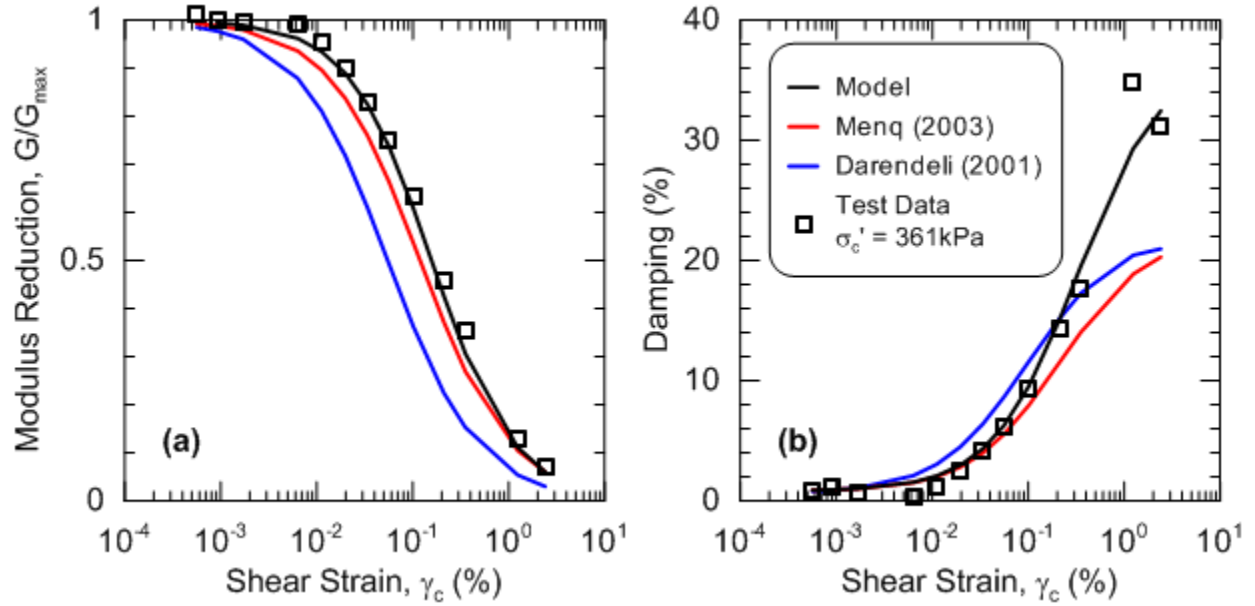 1
0.5
0
Modulus Reduction, G/Gmax
(a)
10-4 10-3 10-2 10-1 100 101
Shear Strain, γc (%)
40
30
20
10
0
Damping (%)
Model
Menq (2003)
Darendeli (2001)
Test Data
σc' = 361kPa
(b)
10-4 10-3 10-2 10-1 100 101
Shear Strain, γc (%)